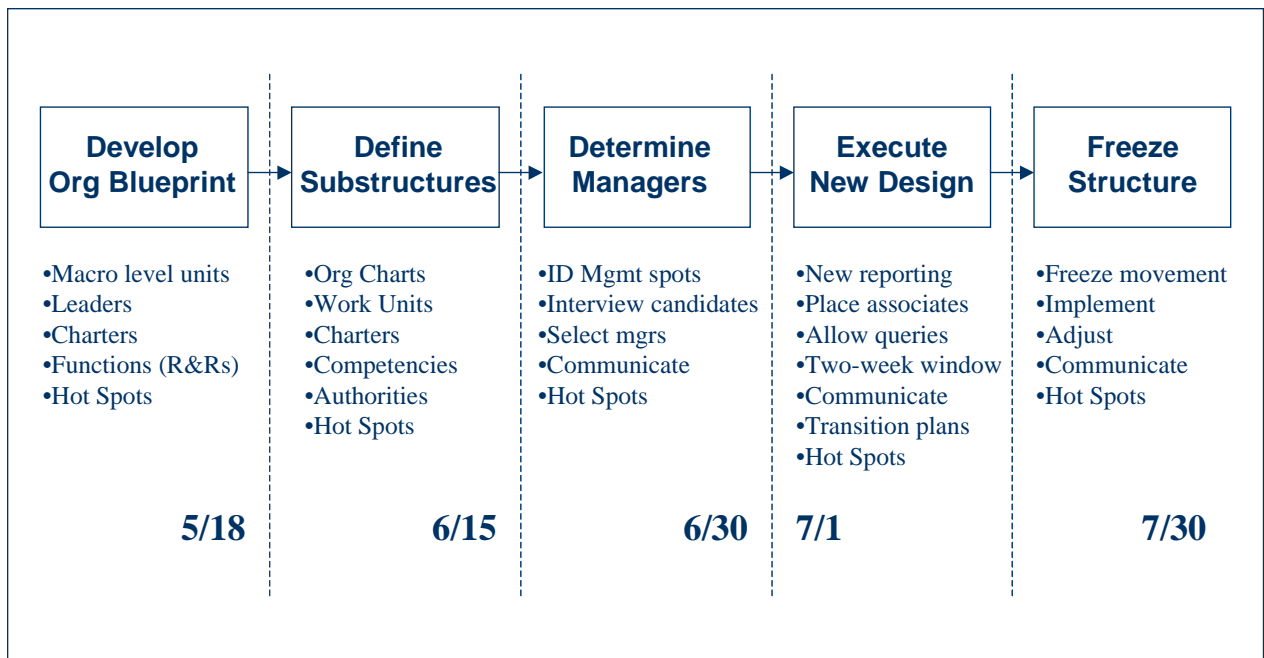 Develop
Org Blueprint
Define
Substructures
Determine
Managers
Execute
New Design
Freeze
Structure
•Macro level units
•Leaders
•Charters
•Functions (R&Rs)
•Hot Spots
•Org Charts
•Work Units
•Charters
•Competencies
•Authorities
•Hot Spots
•ID Mgmt spots
•Interview candidates
•Select mgrs
•Communicate
•Hot Spots
•New reporting
•Place associates
•Allow queries
•Two-week window
•Communicate
•Transition plans
•Hot Spots
•Freeze movement
•Implement
•Adjust
•Communicate
•Hot Spots
5/18
6/15
6/30
7/1
7/30